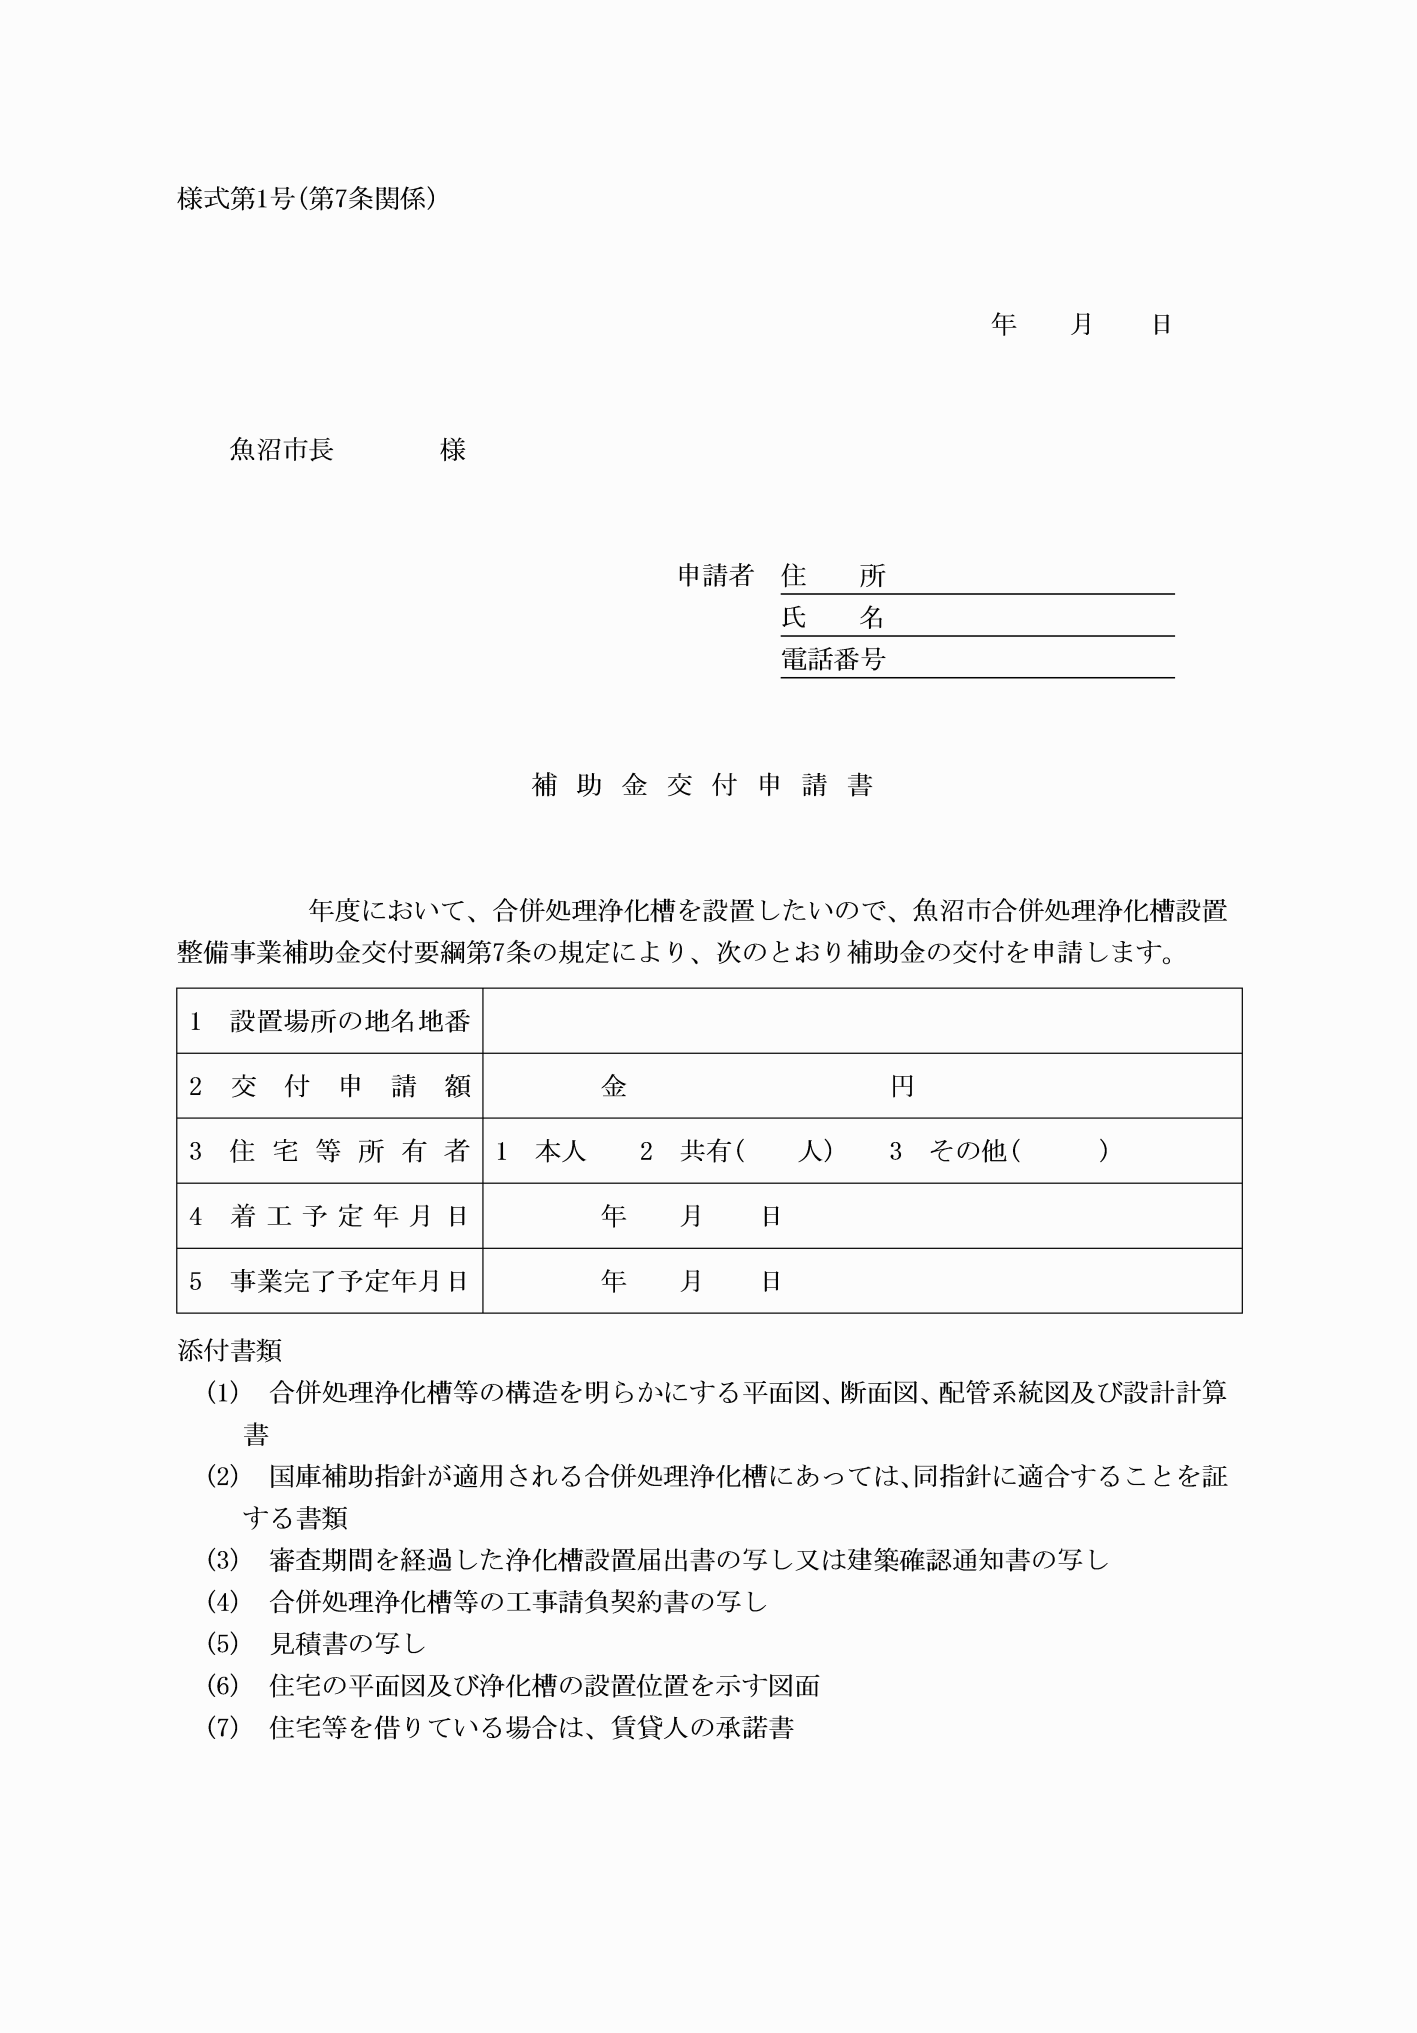 様式第1号(第7条関係)
年　　月　　日
魚沼市長　　　　様
申請者　住　　所
氏　　名
電話番号
補助金交付申請書
年度において、合併処理浄化槽を設置したいので、魚沼市合併処理浄化槽設置
整備事業補助金交付要綱第7条の規定により、次のとおり補助金の交付を申請します。
1　設置場所の地名地番
2　交付申請額　金　　　　　　　　　　円
3　住宅等所有者　1　本人　　2　共有(　　人)　　3　その他(　　　)
4　着工予定年月日　年　　月　　日
5　事業完了予定年月日　年　　月　　日
添付書類
(1)　合併処理浄化槽等の構造を明らかにする平面図、断面図、配管系統図及び設計計算
書
(2)　国庫補助指針が適用される合併処理浄化槽にあっては、同指針に適合することを証
する書類
(3)　審査期間を経過した浄化槽設置届出書の写し又は建築確認通知書の写し
(4)　合併処理浄化槽等の工事請負契約書の写し
(5)　見積書の写し
(6)　住宅の平面図及び浄化槽の設置位置を示す図面
(7)　住宅等を借りている場合は、賃貸人の承諾書